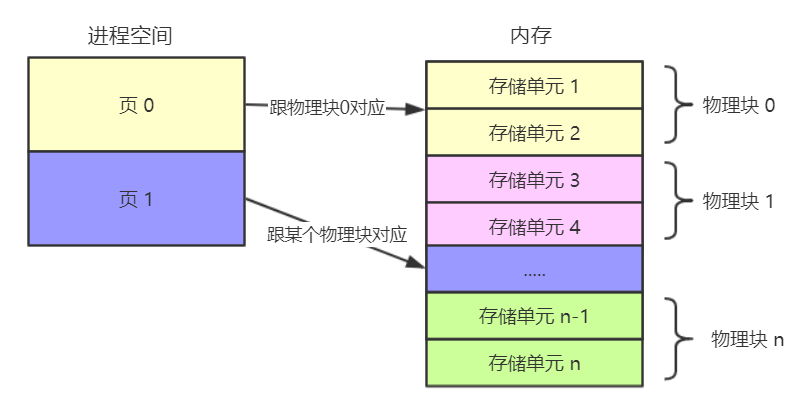 进程空间
内存
页 0
页 1
跟物理块0对应
跟某个物理块对应
存储单元 1
存储单元 2
存储单元 3
存储单元 4
.....
存储单元 n-1
存储单元 n
物理块 0
物理块 1
物理块 n